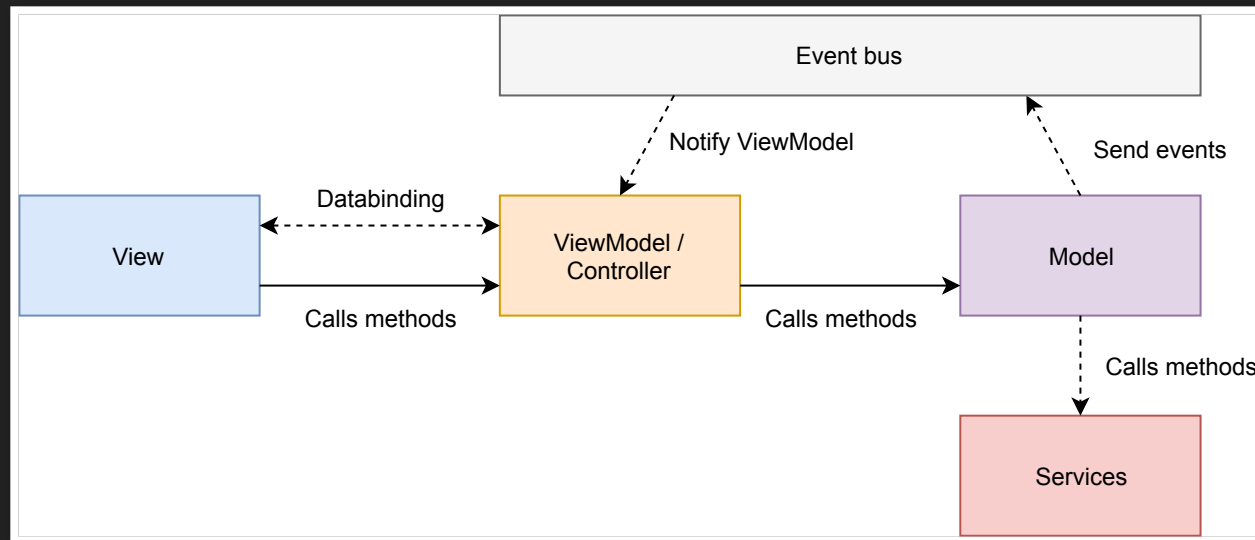 Event bus
Notify ViewModel
Send events
Databinding
View
ViewModel /
Controller
Model
Calls methods
Calls methods
Calls methods
Services